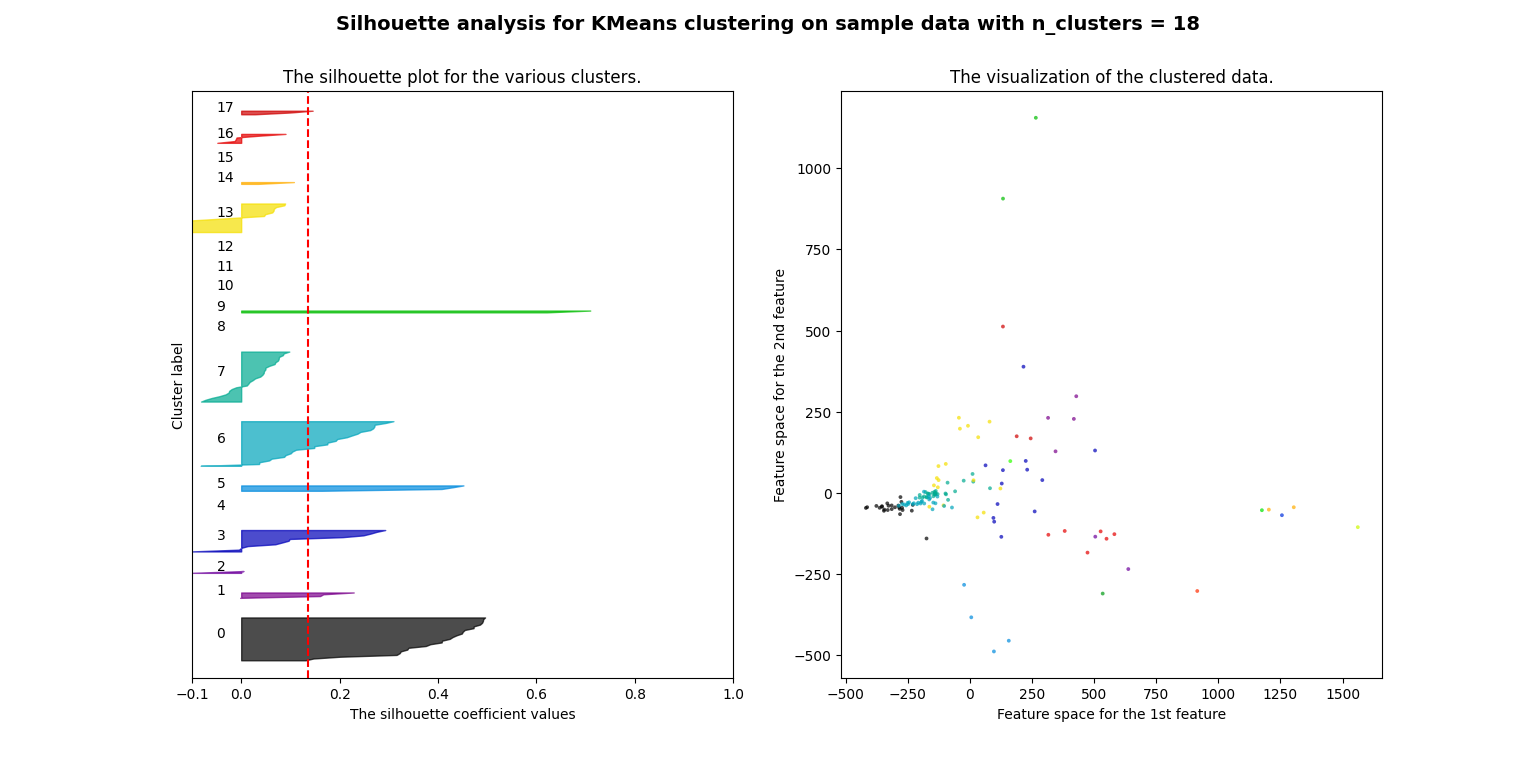 Silhouette analysis for KMeans clustering on sample data with n_clusters = 18
The silhouette plot for the various clusters.
17
16
15
14
13
12
11
10
9
8
7
6
5
4
3
2
1
0
Cluster label
−0.1 0.0 0.2 0.4 0.6 0.8 1.0
The silhouette coefficient values
The visualization of the clustered data.
1000
750
500
250
0
−250
−500
Feature space for the 2nd feature
−500 −250 0 250 500 750 1000 1250 1500
Feature space for the 1st feature